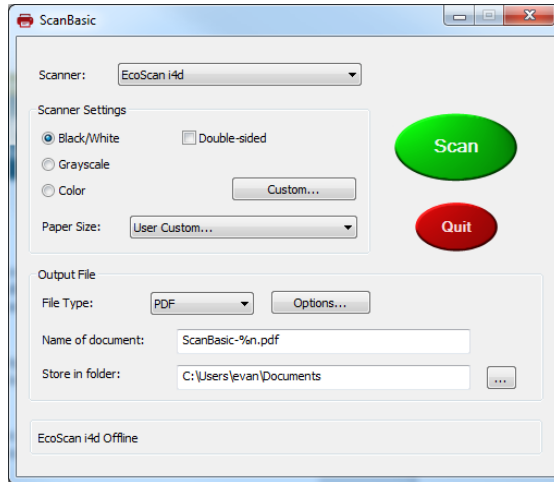 ScanBasic
Scanner: EcoScan i4d
Scanner Settings
Black/White Double-sided
Grayscale
Color Custom...
Paper Size: User Custom...
Scan
Quit
Output File
File Type: PDF Options...
Name of document: ScanBasic-%n.pdf
Store in folder: C:\Users\evan\Documents ...
EcoScan i4d Offline